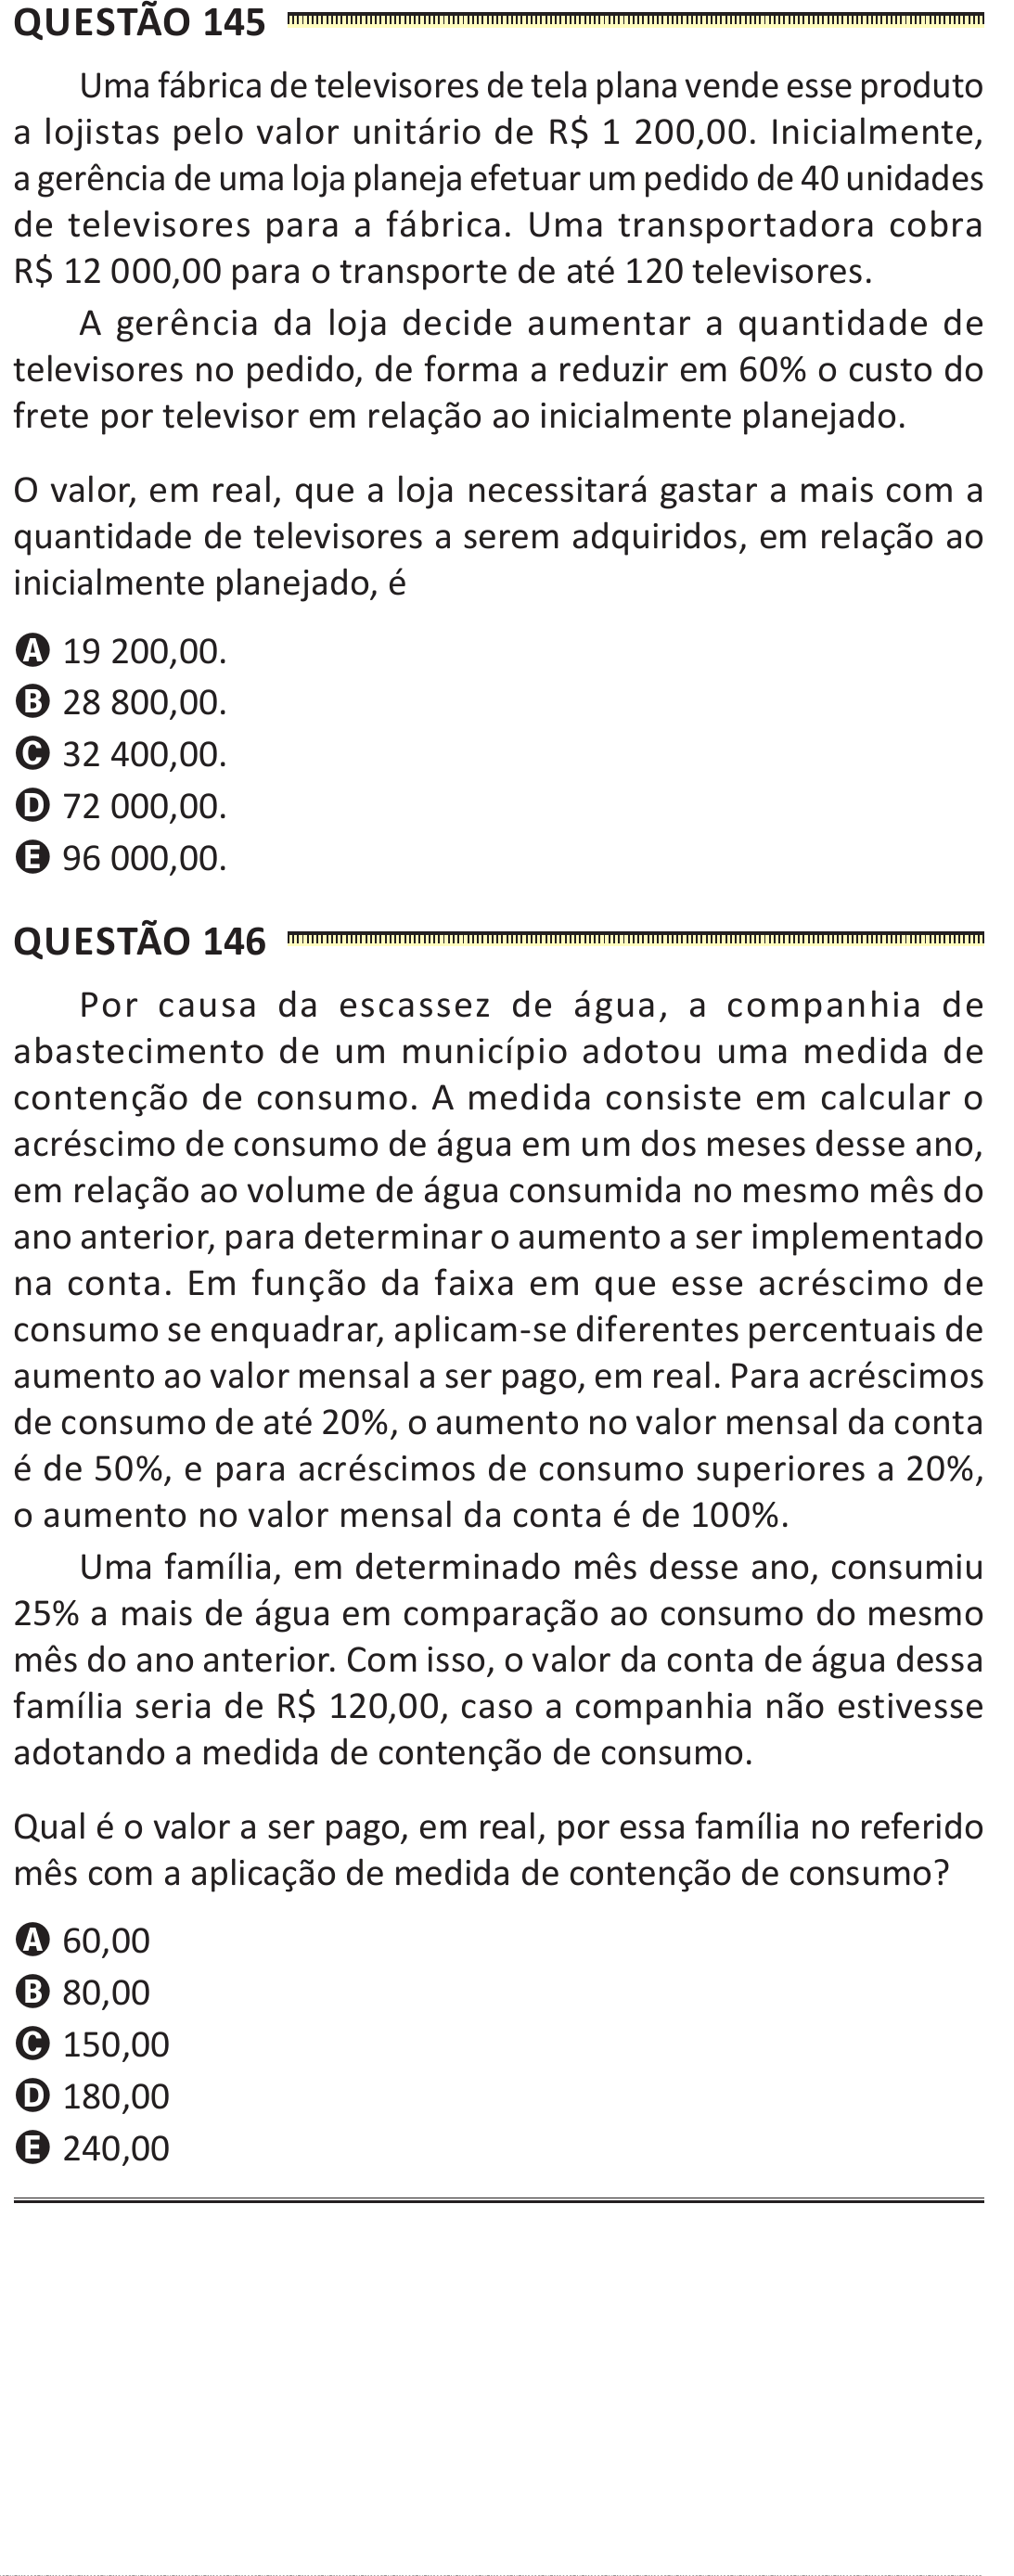 QUESTÃO 145
Uma fábrica de televisores de tela plana vende esse produto
a lojistas pelo valor unitário de R$ 1 200,00. Inicialmente,
a gerência de uma loja planeja efetuar um pedido de 40 unidades
de televisores para a fábrica. Uma transportadora cobra
R$ 12 000,00 para o transporte de até 120 televisores.
A gerência da loja decide aumentar a quantidade de
televisores no pedido, de forma a reduzir em 60% o custo do
frete por televisor em relação ao inicialmente planejado.
O valor, em real, que a loja necessitará gastar a mais com a
quantidade de televisores a serem adquiridos, em relação ao
inicialmente planejado, é
A 19 200,00.
B 28 800,00.
C 32 400,00.
D 72 000,00.
E 96 000,00.
QUESTÃO 146
Por causa da escassez de água, a companhia de
abastecimento de um município adotou uma medida de
contenção de consumo. A medida consiste em calcular o
acréscimo de consumo de água em um dos meses desse ano,
em relação ao volume de água consumida no mesmo mês do
ano anterior, para determinar o aumento a ser implementado
na conta. Em função da faixa em que esse acréscimo de
consumo se enquadrar, aplicam-se diferentes percentuais de
aumento ao valor mensal a ser pago, em real. Para acréscimos
de consumo de até 20%, o aumento no valor mensal da conta
é de 50%, e para acréscimos de consumo superiores a 20%,
o aumento no valor mensal da conta é de 100%.
Uma família, em determinado mês desse ano, consumiu
25% a mais de água em comparação ao consumo do mesmo
mês do ano anterior. Com isso, o valor da conta de água dessa
família seria de R$ 120,00, caso a companhia não estivesse
adotando a medida de contenção de consumo.
Qual é o valor a ser pago, em real, por essa família no referido
mês com a aplicação de medida de contenção de consumo?
A 60,00
B 80,00
C 150,00
D 180,00
E 240,00